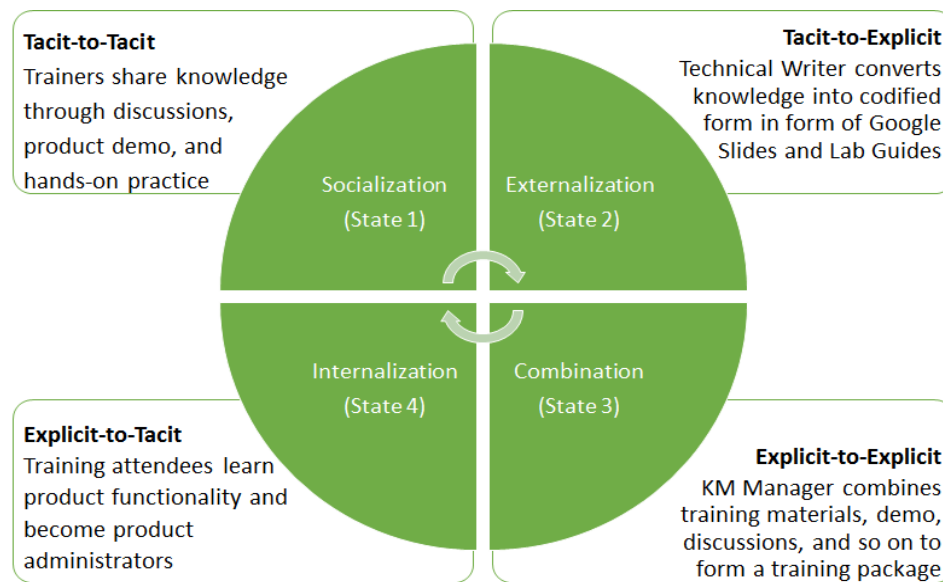 Tacit-to-Tacit
Trainers share knowledge
through discussions,
product demo, and
hands-on practice
Tacit-to-Explicit
Technical Writer converts
knowledge into codified
form in form of Google
Slides and Lab Guides
Socialization
(State 1)
Externalization
(State 2)
Internalization
(State 4)
Combination
(State 3)
Explicit-to-Tacit
Training attendees learn
product functionality and
become product
administrators
Explicit-to-Explicit
KM Manager combines
training materials, demo,
discussions, and so on to
form a training package